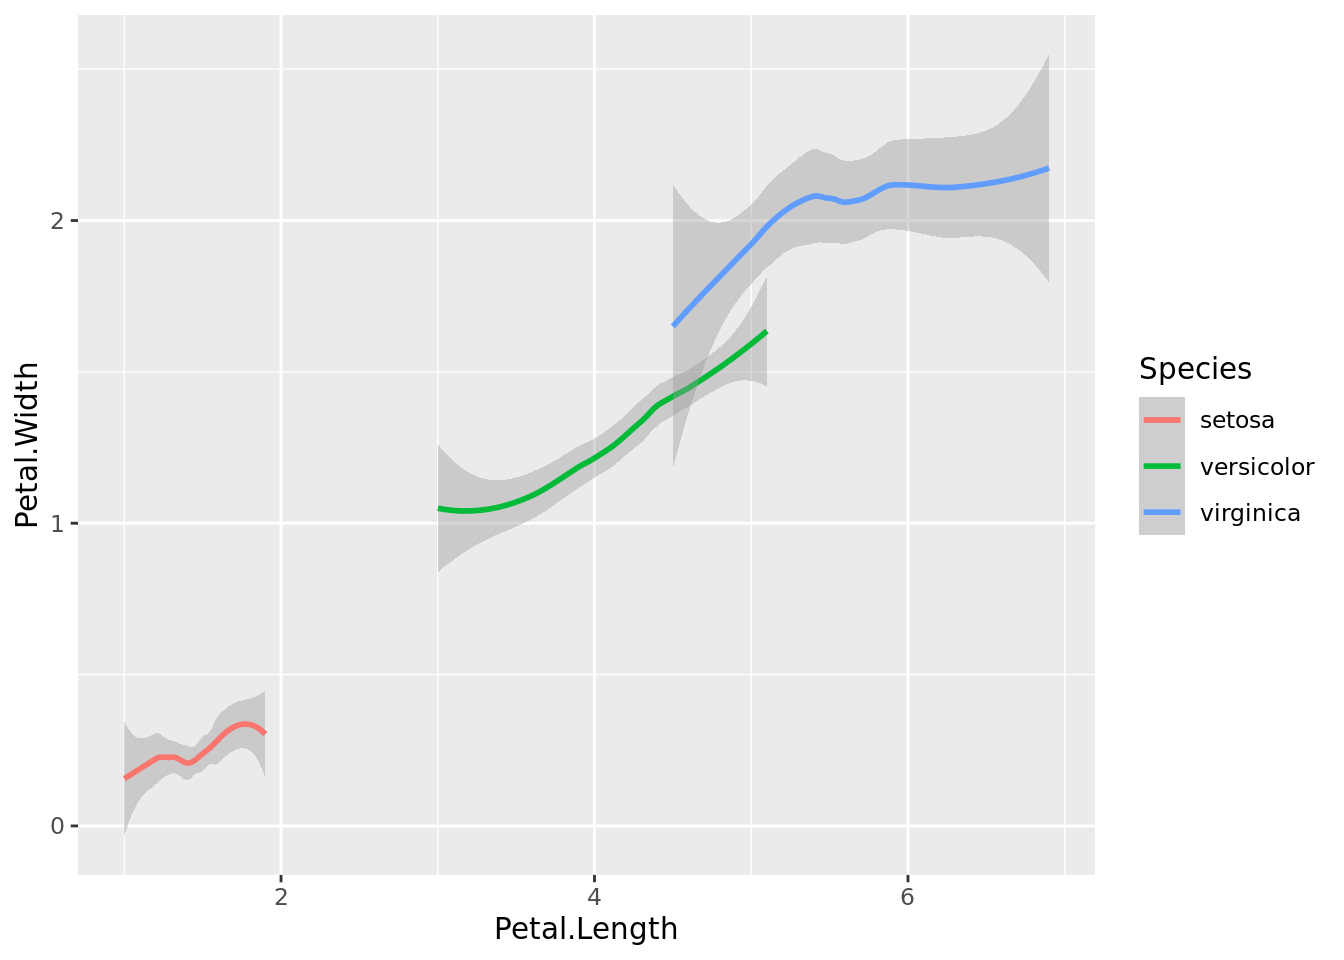 Petal.Width
2
1
0
2
4
6
Petal.Length
Species
setosa
versicolor
virginica